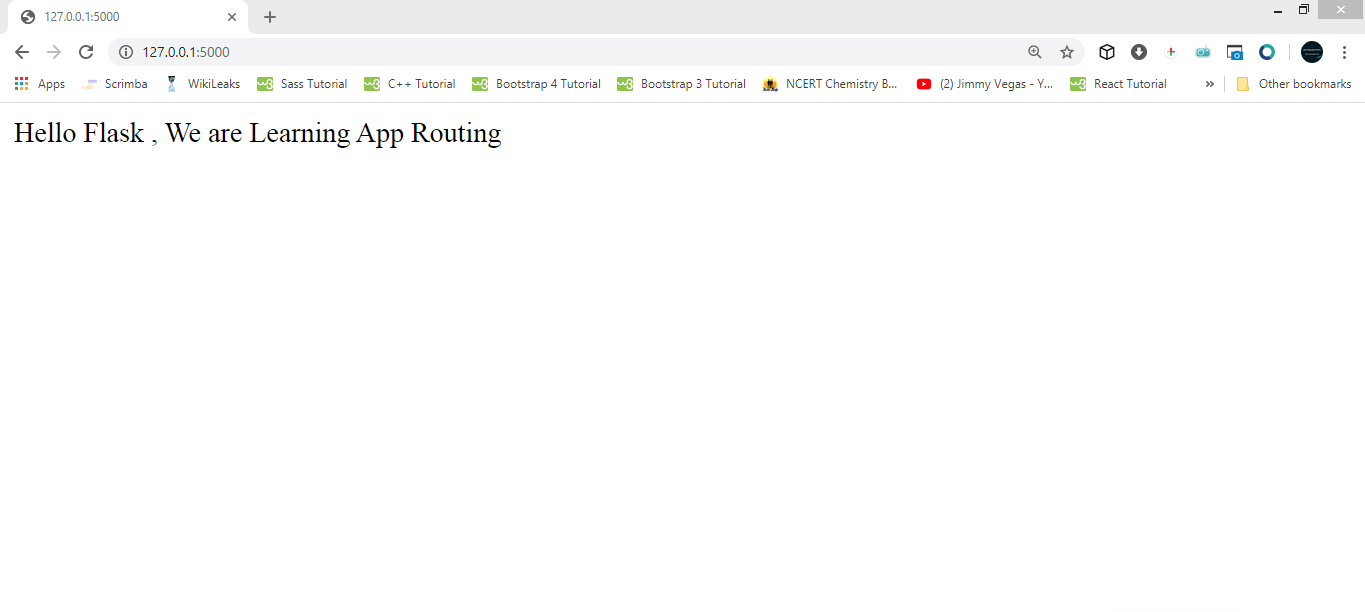 127.0.0.1:5000
127.0.0.1:5000
Apps Scrimba WikiLeaks Sass Tutorial C++ Tutorial Bootstrap 4 Tutorial Bootstrap 3 Tutorial NCERT Chemistry B... (2) Jimmy Vegas - Y... React Tutorial » Other bookmarks
Hello Flask , We are Learning App Routing